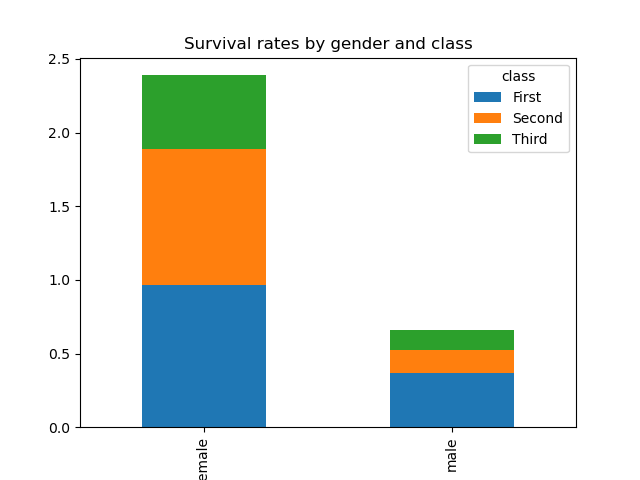 Survival rates by gender and class
2.5
2.0
1.5
1.0
0.5
0.0
class
First
Second
Third
emale
male